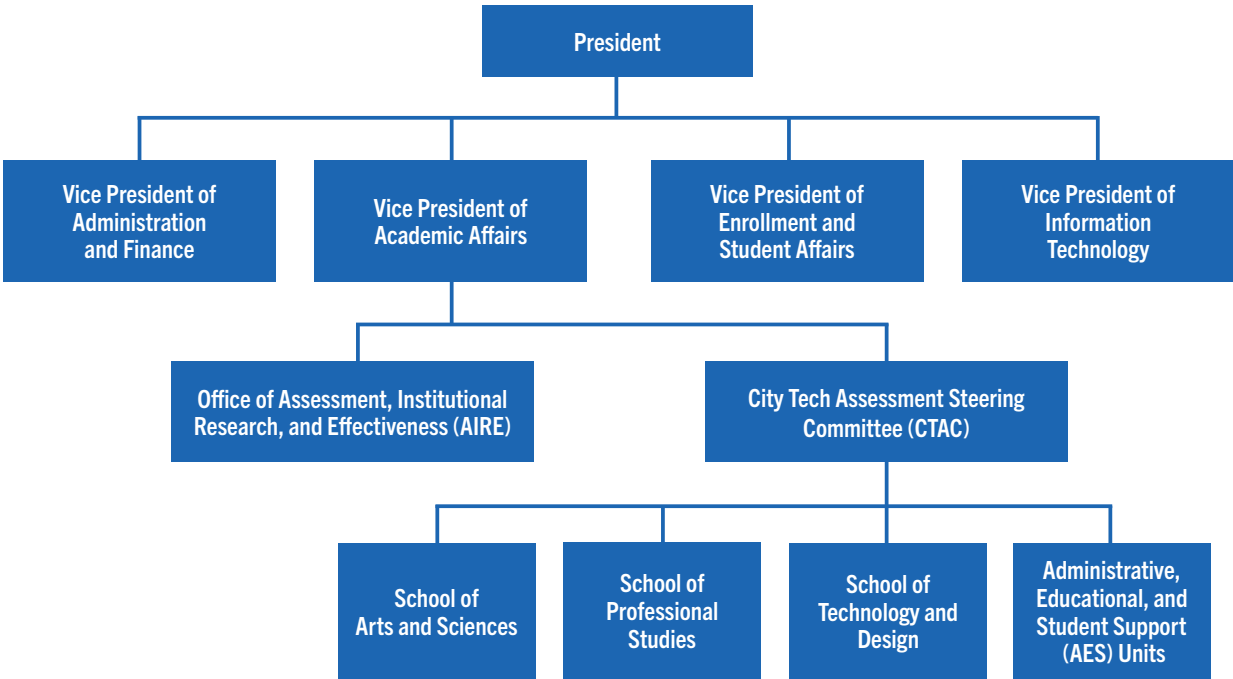 President
Vice President of
Administration
and Finance
Vice President of
Academic Affairs
Vice President of
Enrollment and
Student Affairs
Vice President of
Information
Technology
Office of Assessment, Institutional
Research, and Effectiveness (AIRE)
City Tech Assessment Steering
Committee (CTAC)
School of
Arts and Sciences
School of
Professional
Studies
School of
Technology and
Design
Administrative,
Educational, and
Student Support
(AES) Units